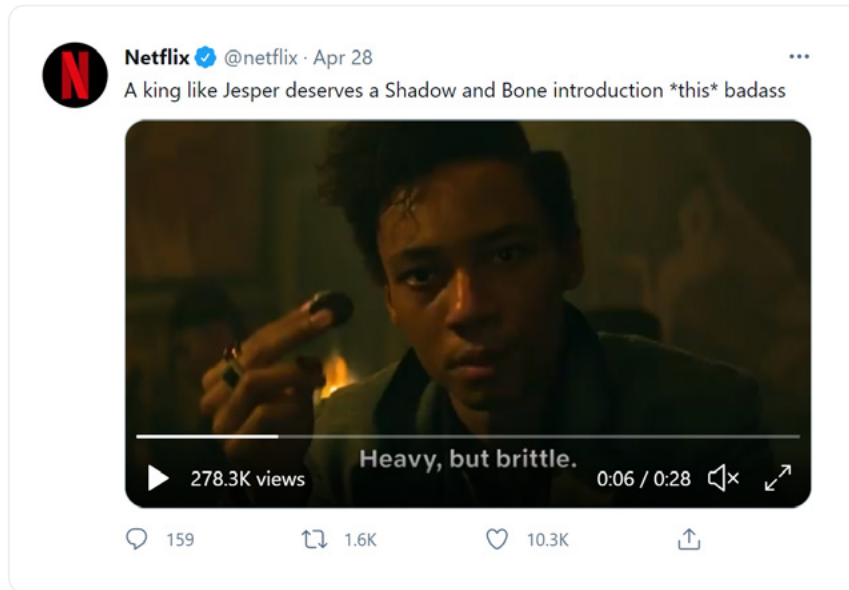 Netflix @netflix · Apr 28
A king like Jesper deserves a Shadow and Bone introduction *this* badass
Heavy, but brittle.
278.3K views 0:06 / 0:28
159 1.6K 10.3K